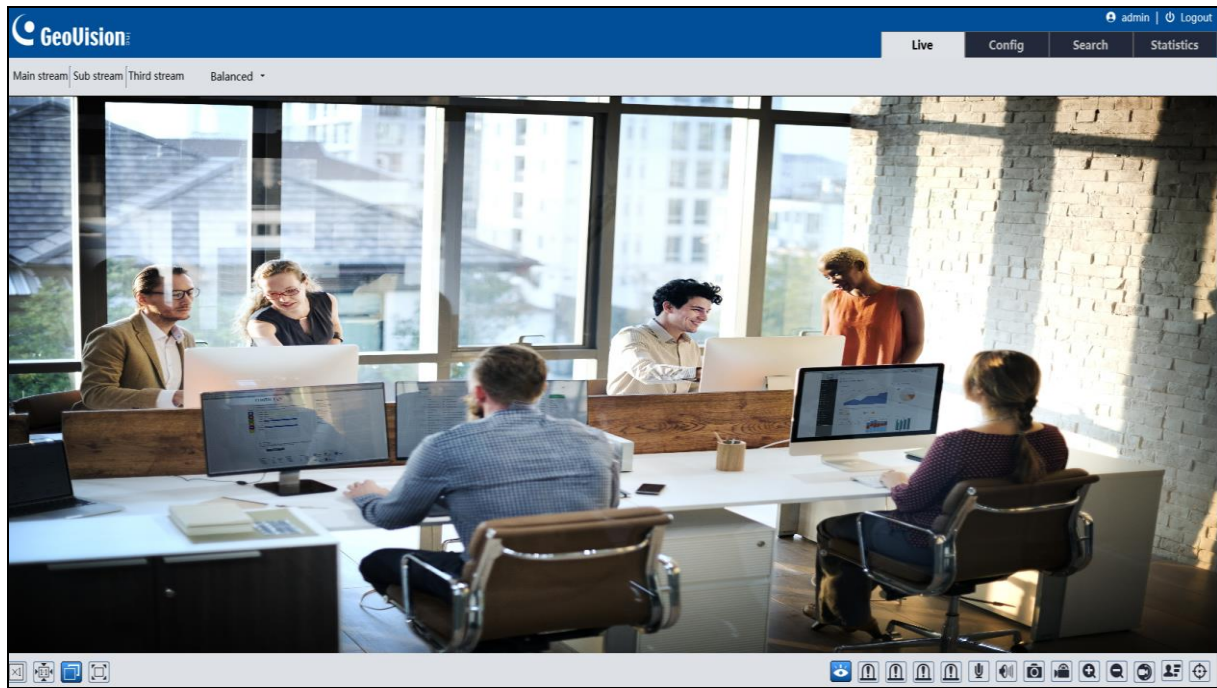 admin | Logout
GeoVision
Live Config Search Statistics
Main stream Sub stream Third stream Balanced